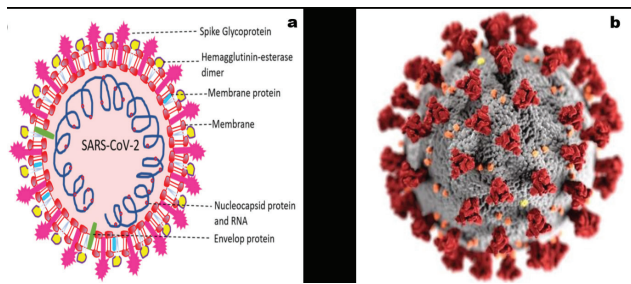 a
Spike Glycoprotein
Hemagglutinin-esterase
dimer
Membrane protein
Membrane
SARS-CoV-2
Nucleocapsid protein
and RNA
Envelop protein
b